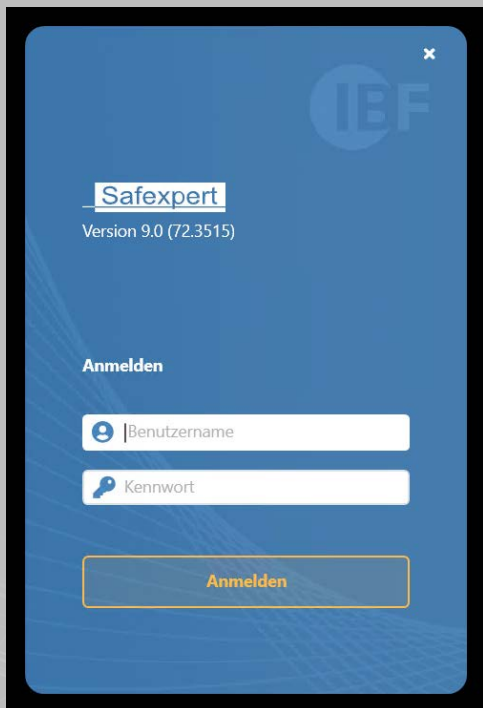 IBF
Safexpert
Version 9.0 (72.3515)
Anmelden
Benutzername
Kennwort
Anmelden